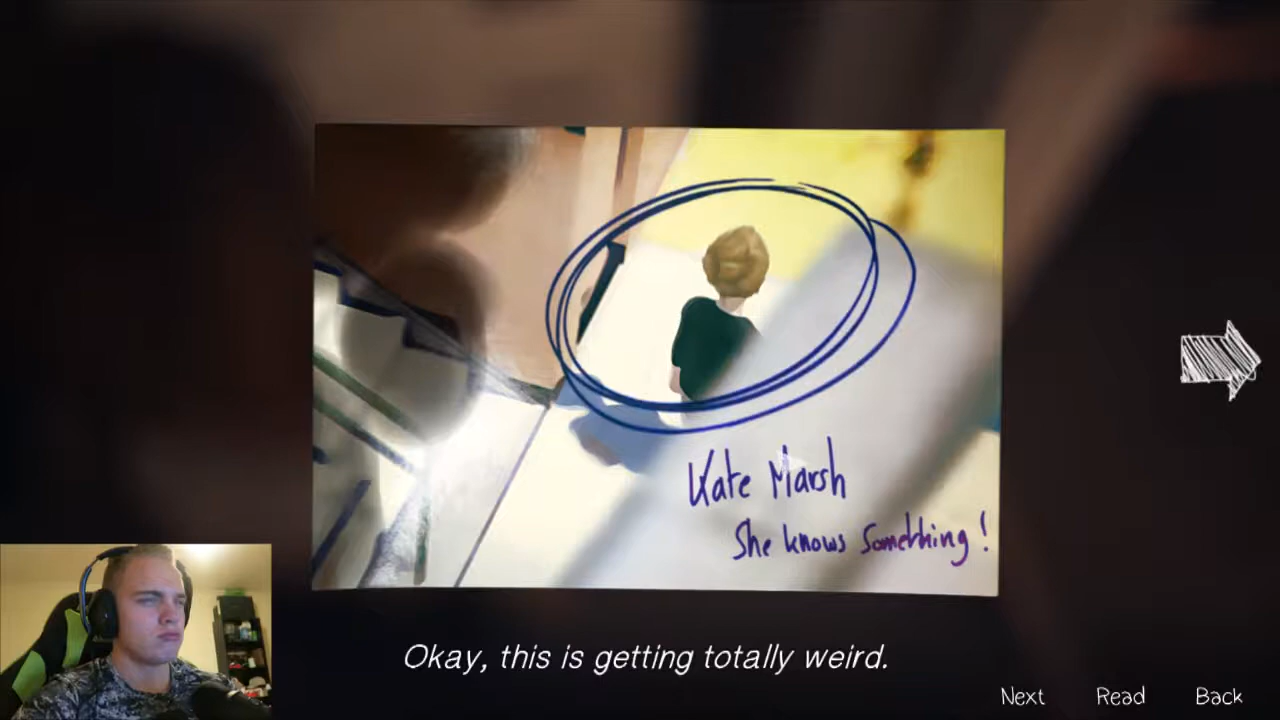 Kate Marsh
She knows something!
Okay, this is getting totally weird.
Next Read Back